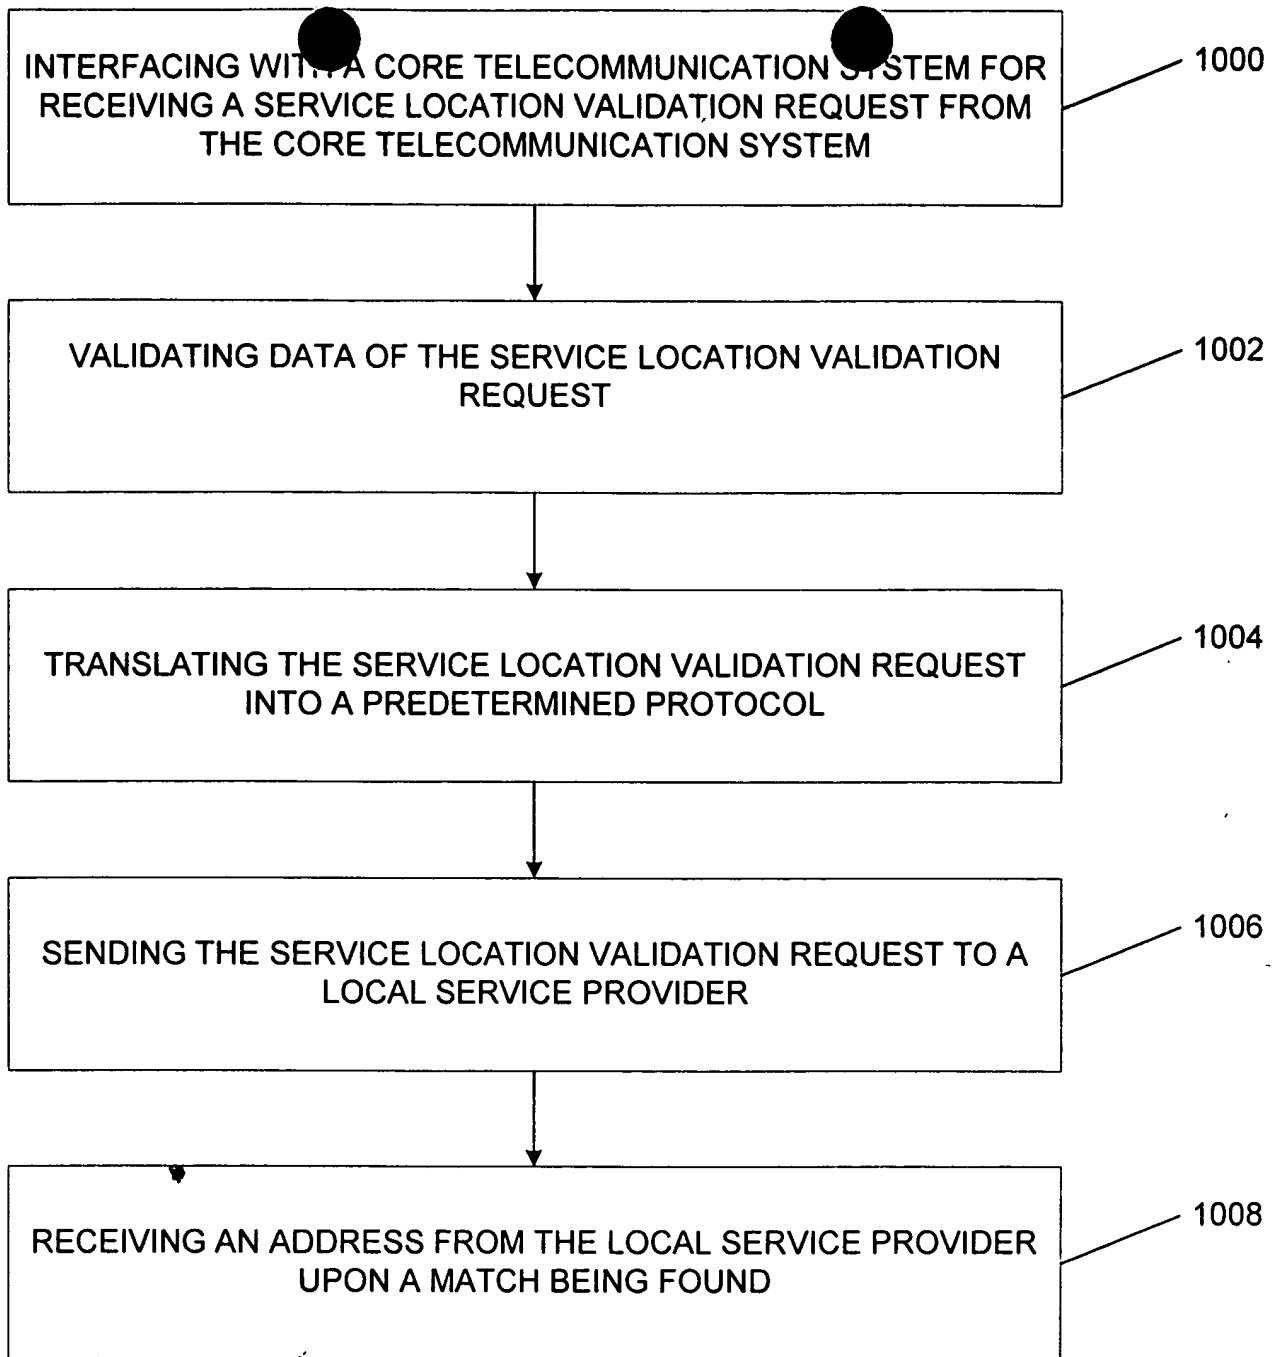 INTERFACING WITH A CORE TELECOMMUNICATION SYSTEM FOR
RECEIVING A SERVICE LOCATION VALIDATION REQUEST FROM
THE CORE TELECOMMUNICATION SYSTEM
1000
VALIDATING DATA OF THE SERVICE LOCATION VALIDATION
REQUEST
1002
TRANSLATING THE SERVICE LOCATION VALIDATION REQUEST
INTO A PREDETERMINED PROTOCOL
1004
SENDING THE SERVICE LOCATION VALIDATION REQUEST TO A
LOCAL SERVICE PROVIDER
1006
RECEIVING AN ADDRESS FROM THE LOCAL SERVICE PROVIDER
UPON A MATCH BEING FOUND
1008